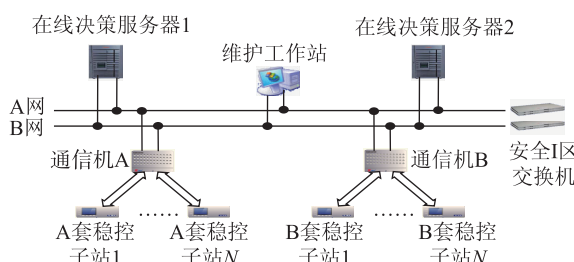 在线决策服务器1
在线决策服务器2
维护工作站
A网
B网
通信机A
通信机B
安全I区
交换机
A套稳控
子站1
A套稳控
子站N
B套稳控
子站1
B套稳控
子站N